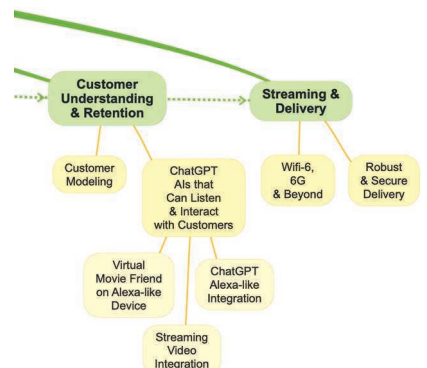 Customer
Understanding
& Retention
Streaming &
Delivery
Customer
Modeling
ChatGPT
AIs that
Can Listen
& Interact
with Customers
Wifi-6,
6G
& Beyond
Robust
& Secure
Delivery
Virtual
Movie Friend
on Alexa-like
Device
ChatGPT
Alexa-like
Integration
Streaming
Video
Integration